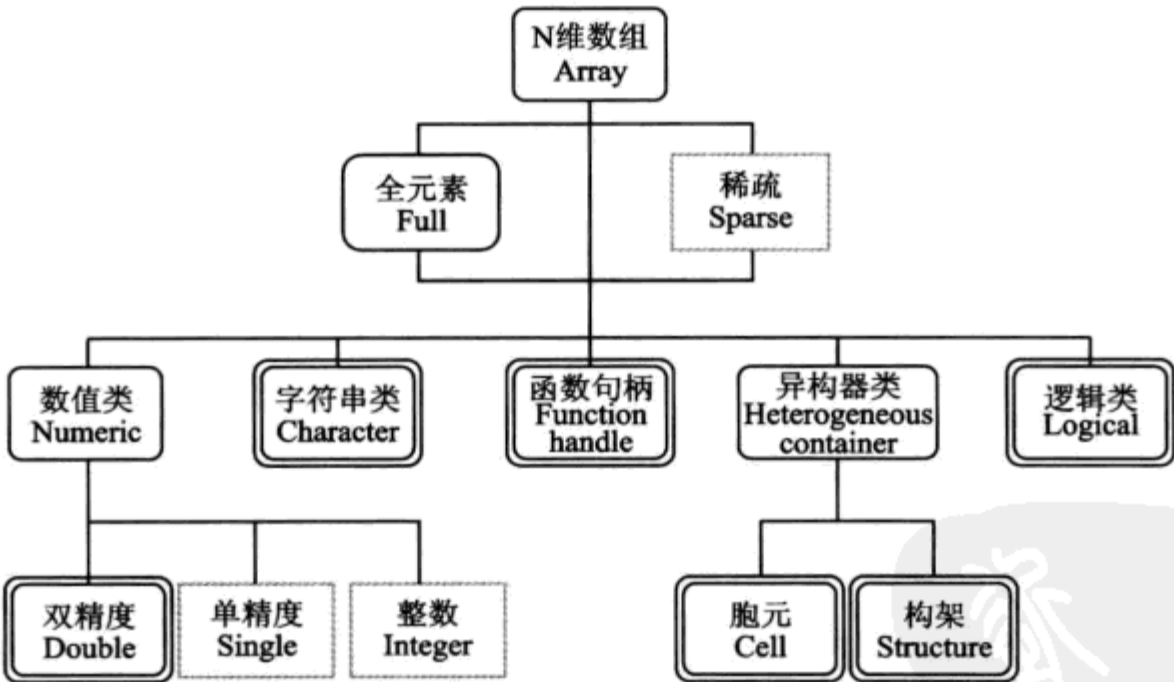 N维数组
Array
全元素
Full
稀疏
Sparse
数值类
Numeric
字符串类
Character
函数句柄
Function
handle
异构器类
Heterogeneous
container
逻辑类
Logical
双精度
Double
单精度
Single
整数
Integer
胞元
Cell
构架
Structure